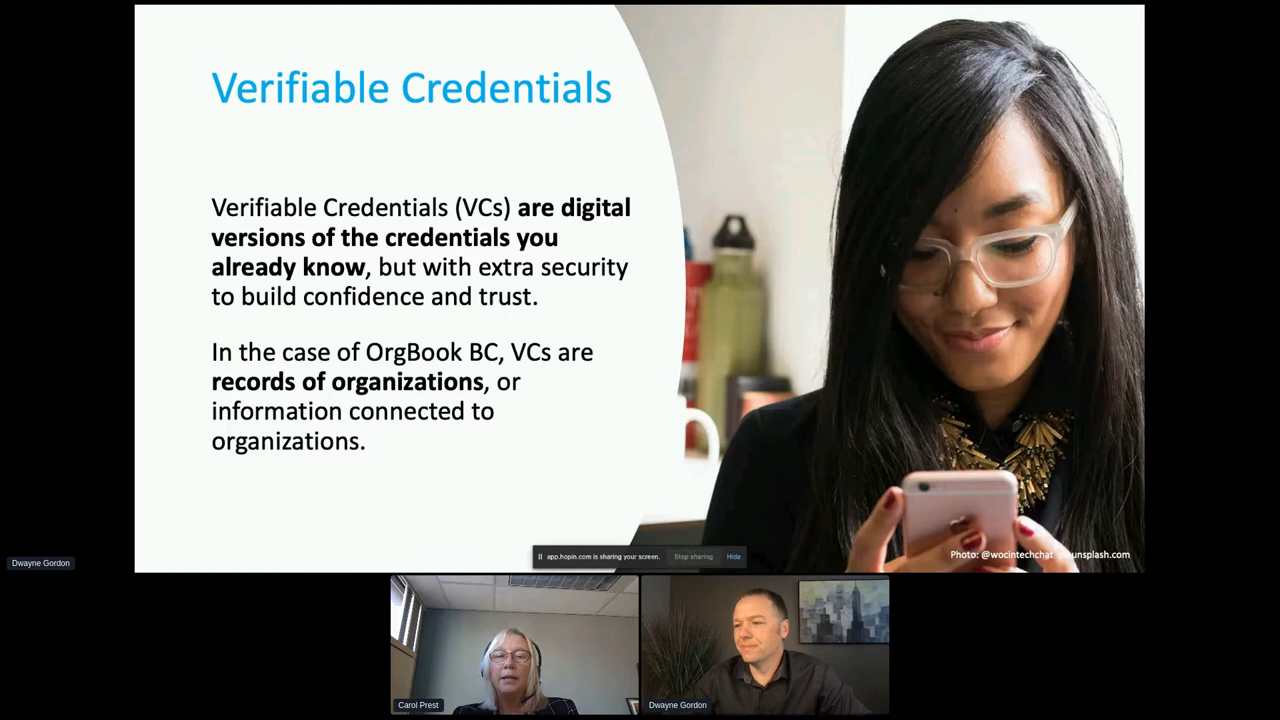 Verifiable Credentials
Verifiable Credentials (VCs) are digital
versions of the credentials you
already know, but with extra security
to build confidence and trust.
In the case of OrgBook BC, VCs are
records of organizations, or
information connected to
organizations.
Photo: @wocintechchat unsplash.com
app.hopin.com is sharing your screen.
Stop sharing
Hide
Dwayne Gordon
Carol Prest
Dwayne Gordon